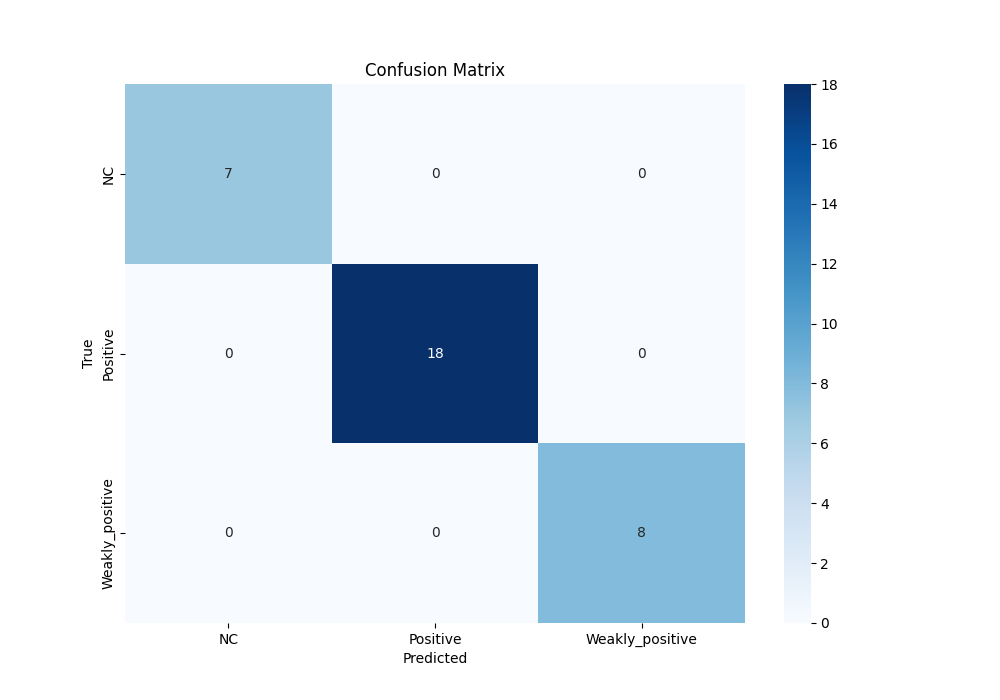 Confusion Matrix
NC
7
0
0
True
Positive
0
18
0
Weakly_positive
0
0
8
NC
Positive
Weakly_positive
Predicted
18
16
14
12
10
8
6
4
2
0